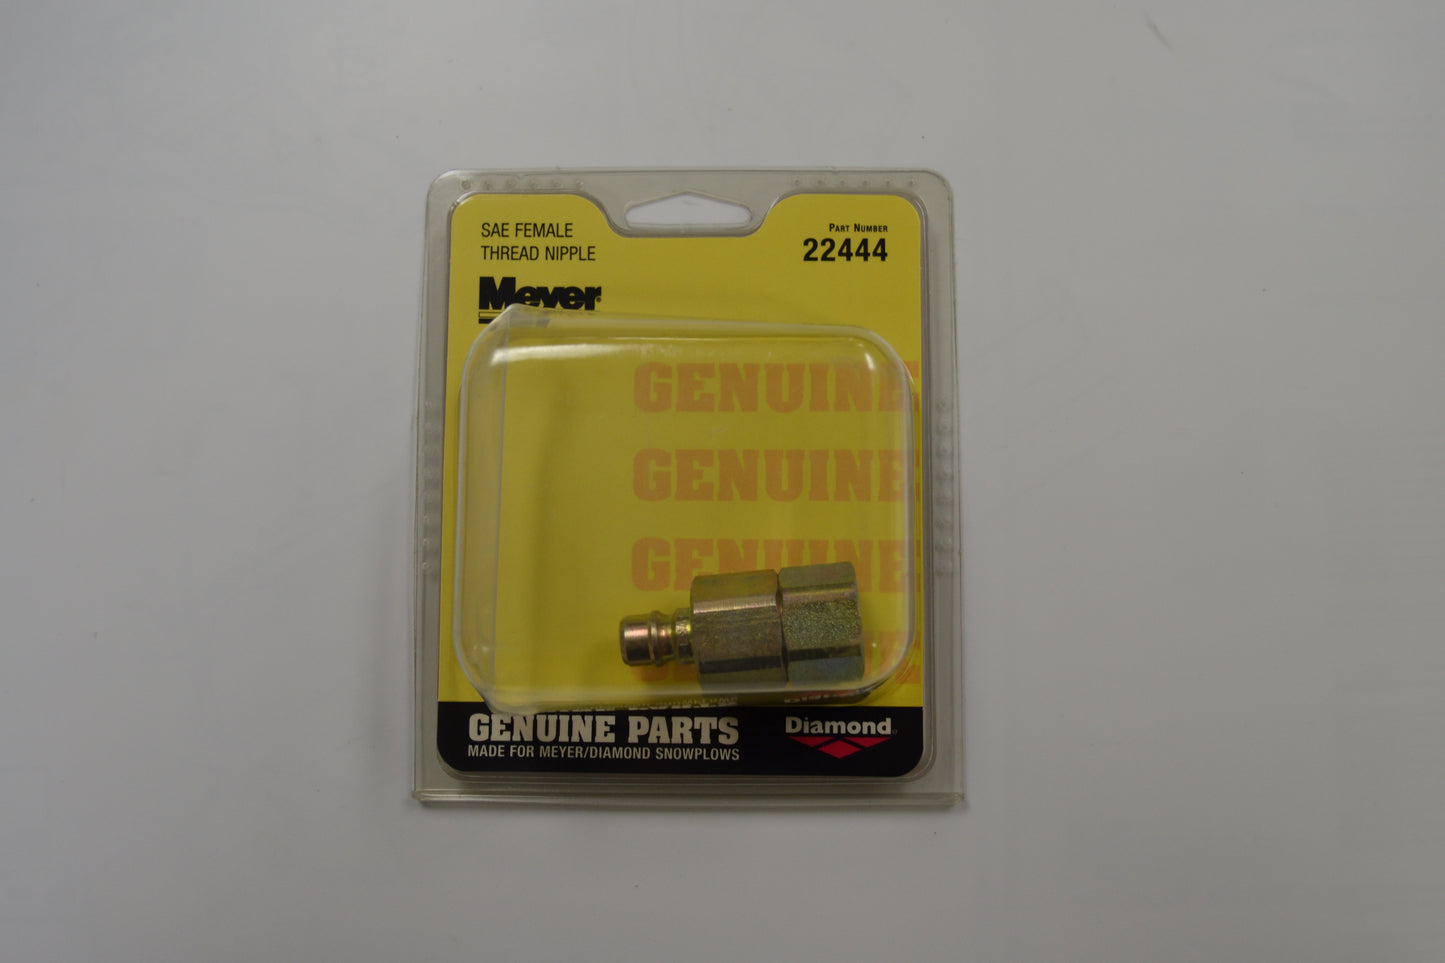 SAE FEMALE
THREAD NIPPLE
PART NUMBER
22444
Meyer
GENUINE
GENUINE
GENUINE
GENUINE PARTS
MADE FOR MEYER/DIAMOND SNOWPLOWS
Diamond